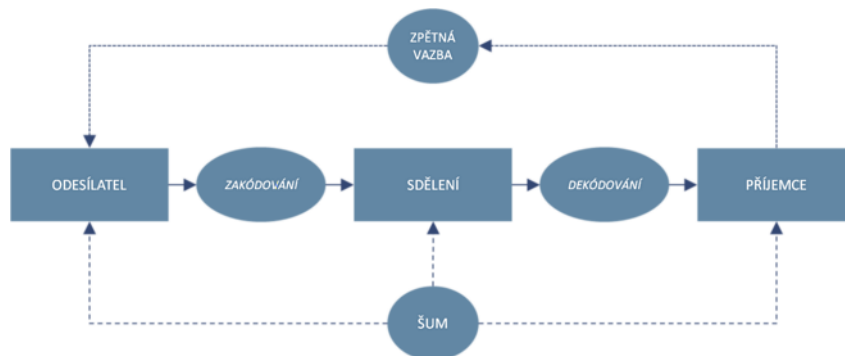 ZPĚTNÁ
VAZBA
ODESÍLATEL
ZAKÓDOVÁNÍ
SDĚLENÍ
DEKÓDOVÁNÍ
PŘÍJEMCE
ŠUM